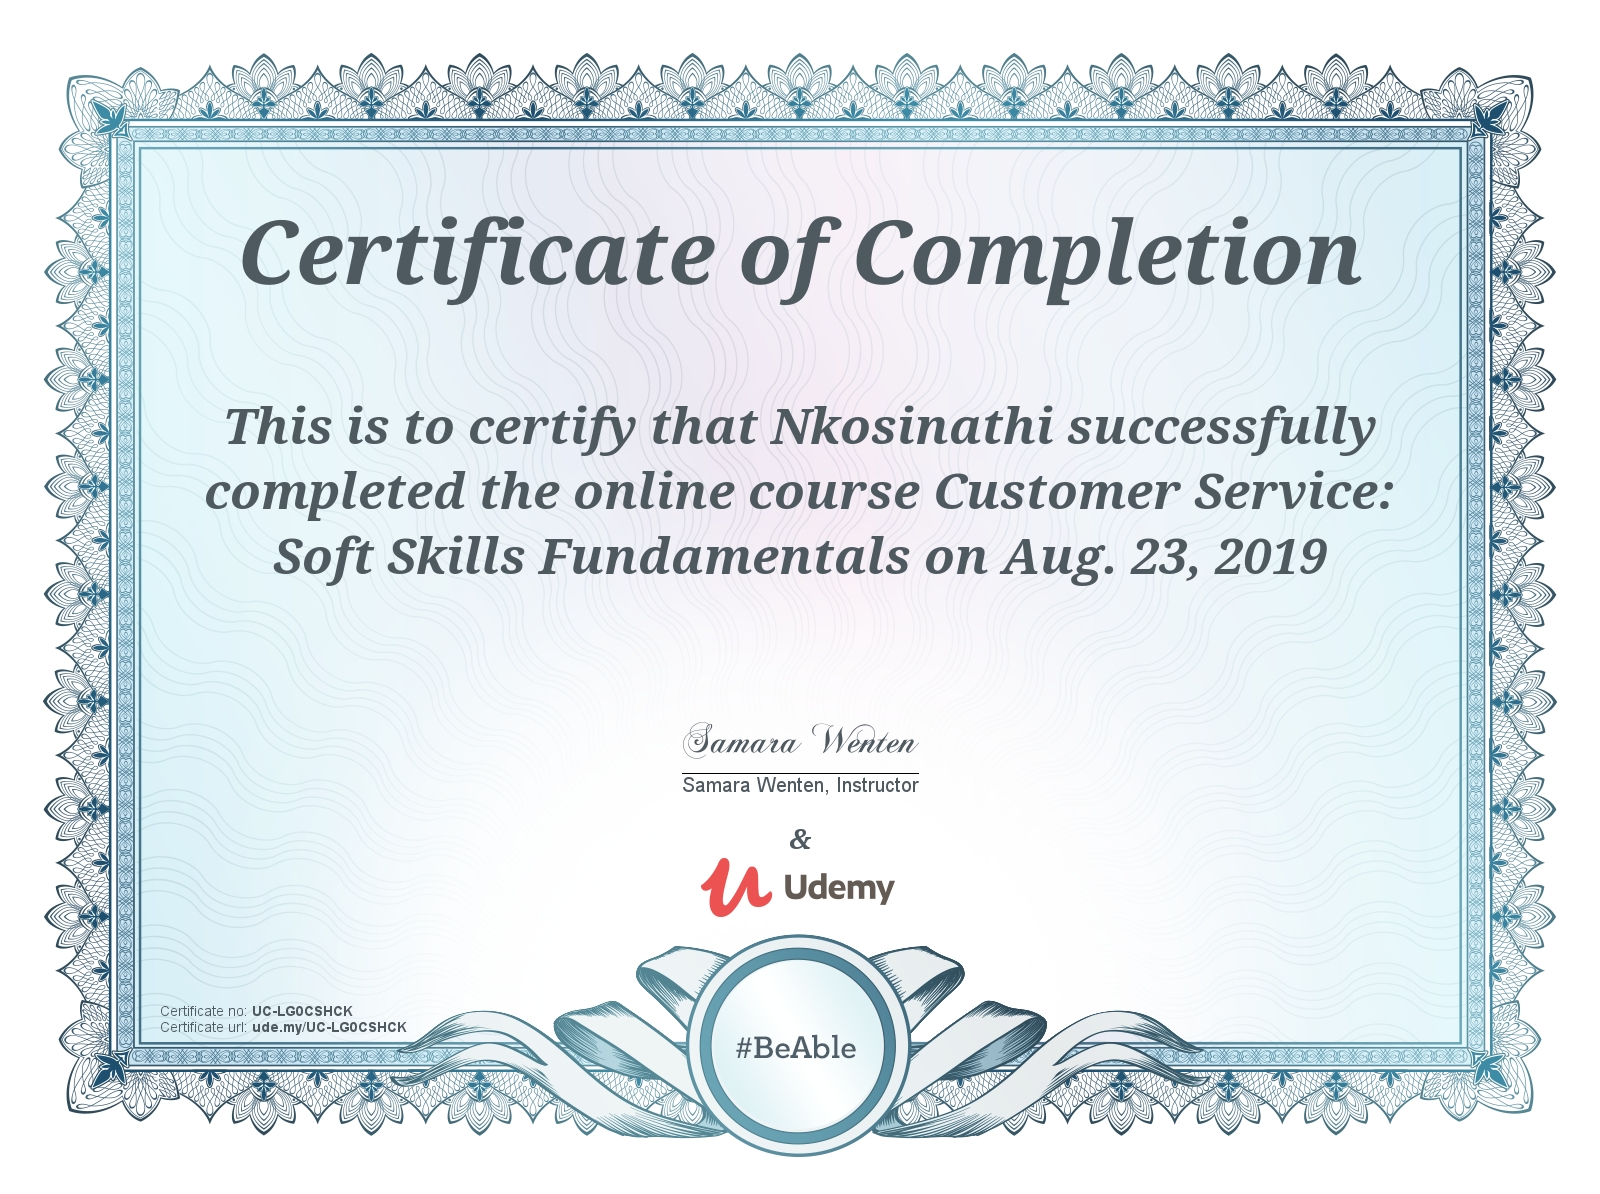 Certificate of Completion
This is to certify that Nkosinathi successfully
completed the online course Customer Service:
Soft Skills Fundamentals on Aug. 23, 2019
Samara Wenten
Samara Wenten, Instructor
&
Udemy
Certificate no: UC-LG0CSHCK
Certificate url: ude.my/UC-LG0CSHCK
#BeAble